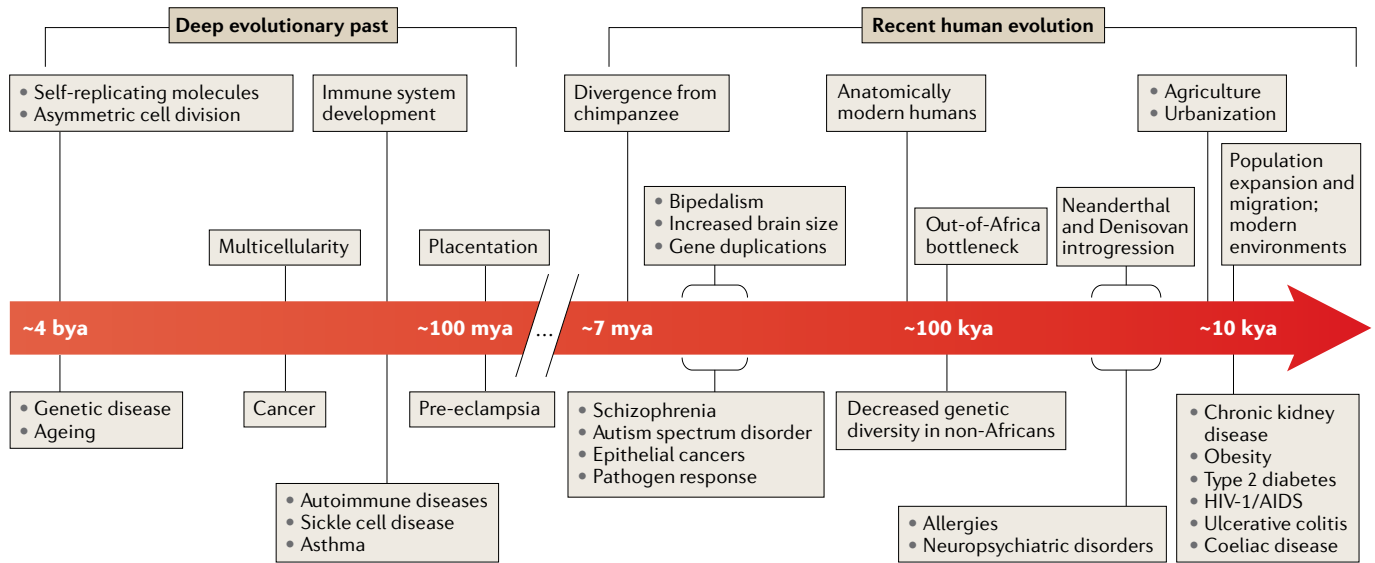 Deep evolutionary past
Recent human evolution
• Self-replicating molecules
• Asymmetric cell division
Immune system
development
Divergence from
chimpanzee
Anatomically
modern humans
• Agriculture
• Urbanization
Multicellularity
Placentation
• Bipedalism
• Increased brain size
• Gene duplications
Out-of-Africa
bottleneck
Neanderthal
and Denisovan
introgression
Population
expansion and
migration;
modern
environments
~4 bya
~100 mya
...
~7 mya
~100 kya
~10 kya
• Genetic disease
• Ageing
Cancer
Pre-eclampsia
• Schizophrenia
• Autism spectrum disorder
• Epithelial cancers
• Pathogen response
Decreased genetic
diversity in non-Africans
• Chronic kidney
disease
• Obesity
• Type 2 diabetes
• HIV-1/AIDS
• Ulcerative colitis
• Coeliac disease
• Autoimmune diseases
• Sickle cell disease
• Asthma
• Allergies
• Neuropsychiatric disorders